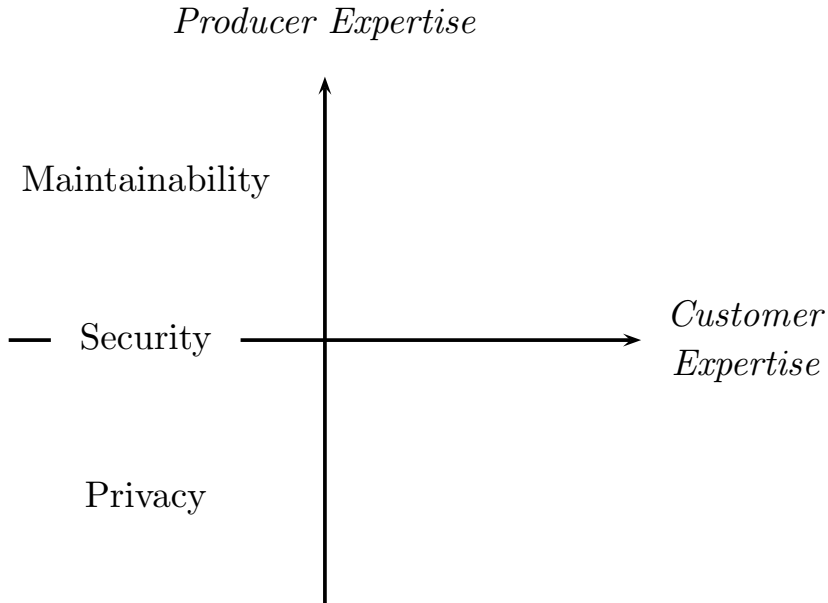 Producer Expertise
Maintainability
Security
Customer
Expertise
Privacy